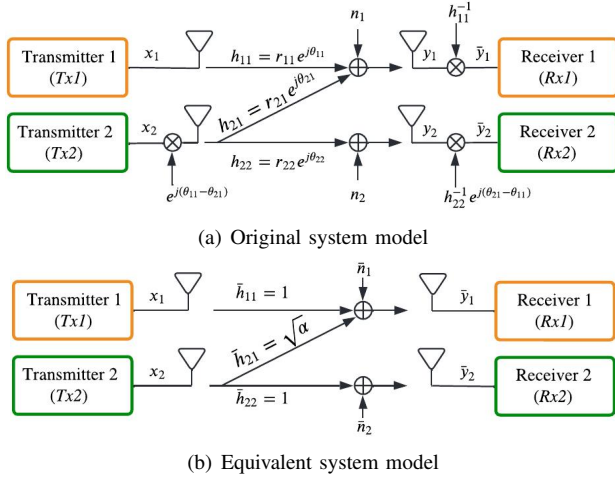 Transmitter 1
(Tx1)
x₁
h₁₁ = r₁₁e^{jθ₁₁}
n₁
y₁
h₁₁⁻¹
ȳ₁
Receiver 1
(Rx1)
h₂₁ = r₂₁e^{jθ₂₁}
Transmitter 2
(Tx2)
x₂
e^{j(θ₁₁−θ₂₁)}
h₂₂ = r₂₂e^{jθ₂₂}
n₂
y₂
h₂₂⁻¹e^{j(θ₂₁−θ₁₁)}
ȳ₂
Receiver 2
(Rx2)
(a) Original system model
Transmitter 1
(Tx1)
x₁
h̄₁₁ = 1
n̄₁
ȳ₁
Receiver 1
(Rx1)
h̄₂₁ = √α
Transmitter 2
(Tx2)
x₂
h̄₂₂ = 1
n̄₂
ȳ₂
Receiver 2
(Rx2)
(b) Equivalent system model